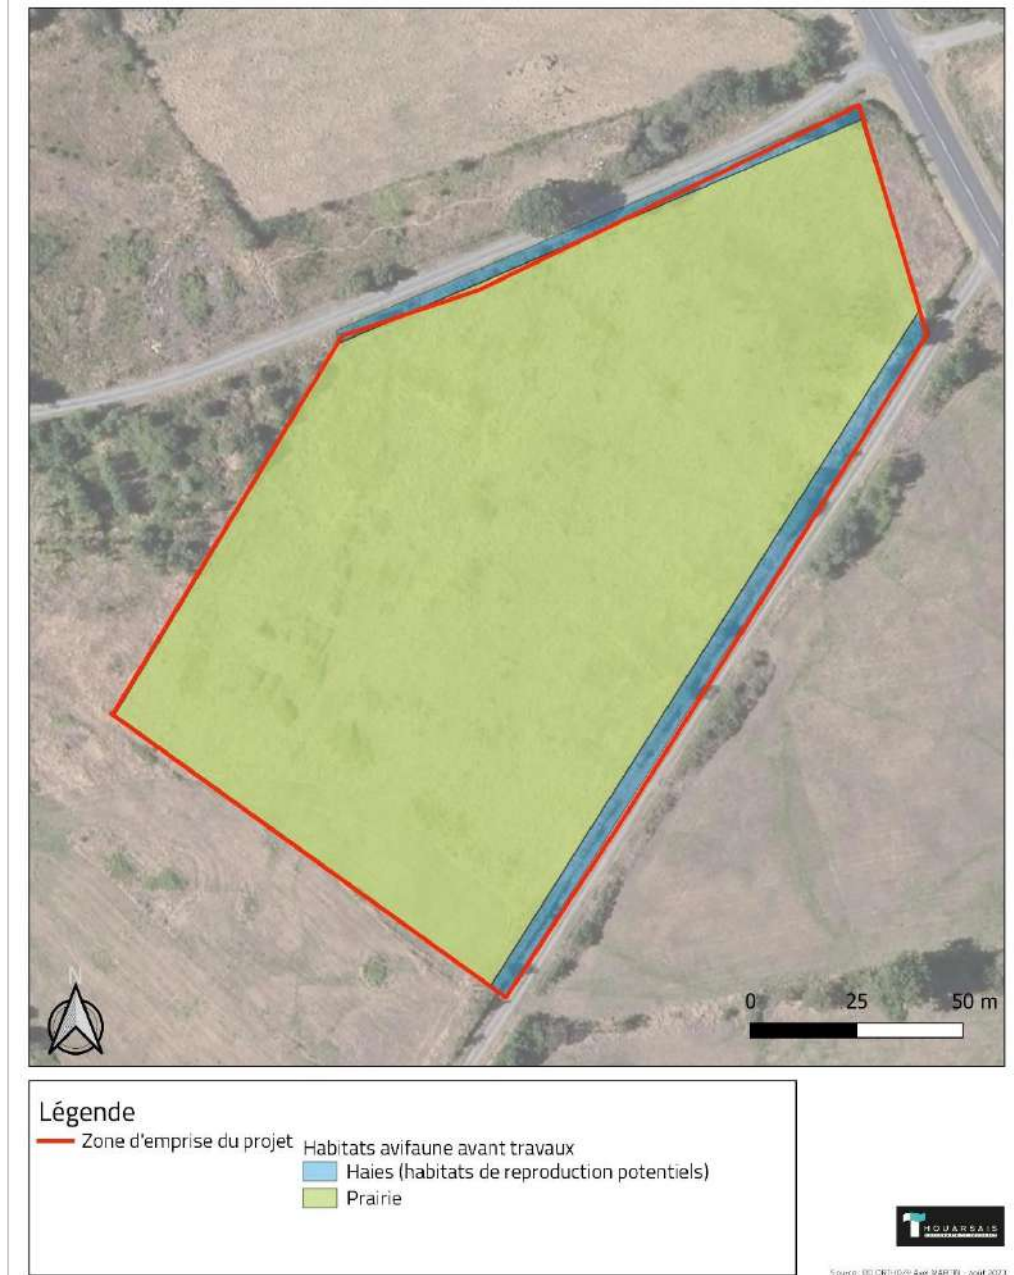 N
0 25 50 m
Légende
Zone d'emprise du projet
Habitats avifaune avant travaux
Haies (habitats de reproduction potentiels)
Prairie
THOUARSAIS